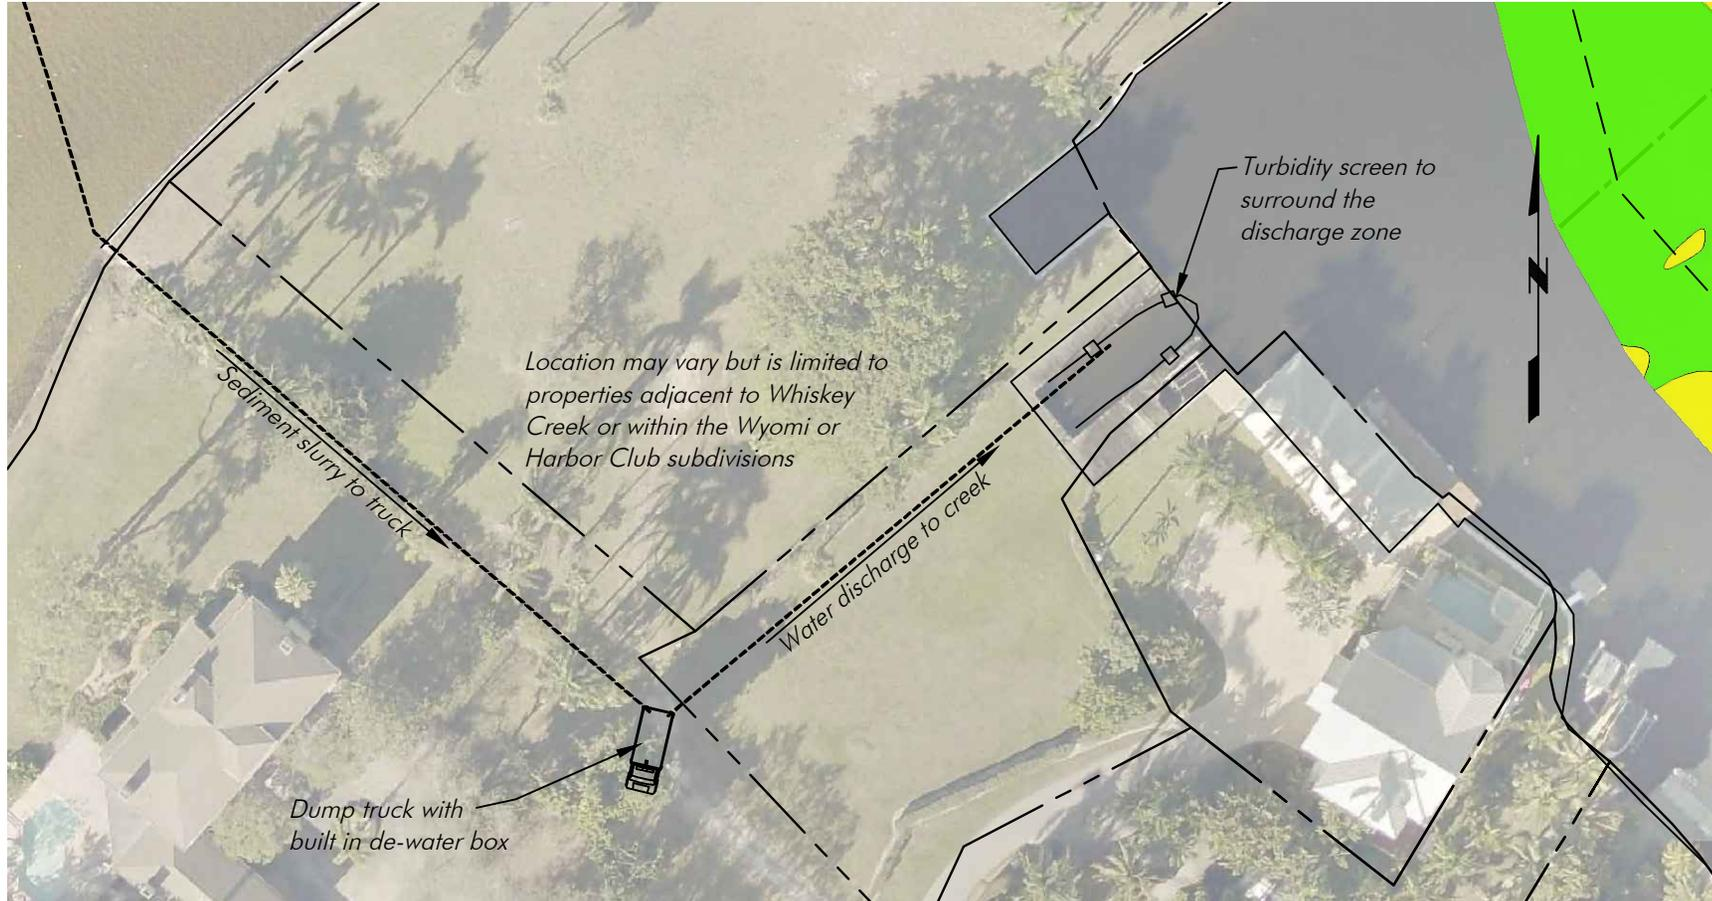 Turbidity screen to
surround the
discharge zone
N
Location may vary but is limited to
properties adjacent to Whiskey
Creek or within the Wyomi or
Harbor Club subdivisions
Sediment slurry to truck
Water discharge to creek
Dump truck with
built in de-water box